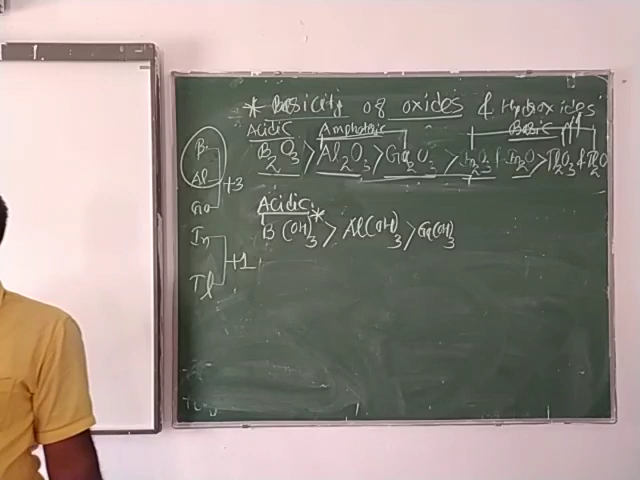 * Basicity of oxides & Hydroxides
Acidic Amphoteric Basic
B₂O₃ > Al₂O₃ > Ga₂O₃ > In₂O₃ & In₂O > Tl₂O₃ & Tl₂O
B
Al
Ga
+3
In
Tl
+1
Acidic *
B(OH)₃ > Al(OH)₃ > Ga(OH)₃